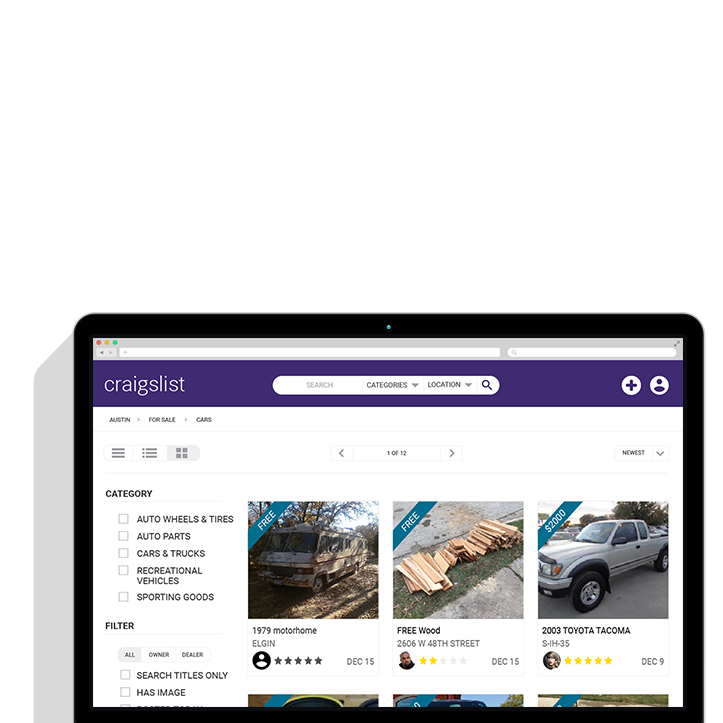 craigslist
SEARCH CATEGORIES LOCATION
AUSTIN FOR SALE CARS
1 OF 12
NEWEST
CATEGORY
AUTO WHEELS & TIRES
AUTO PARTS
CARS & TRUCKS
RECREATIONAL
VEHICLES
SPORTING GOODS
FILTER
ALL OWNER DEALER
SEARCH TITLES ONLY
HAS IMAGE
FREE
1979 motorhome
ELGIN
DEC 15
FREE
FREE Wood
2606 W 48TH STREET
DEC 15
$2000
2003 TOYOTA TACOMA
S-IH-35
DEC 9